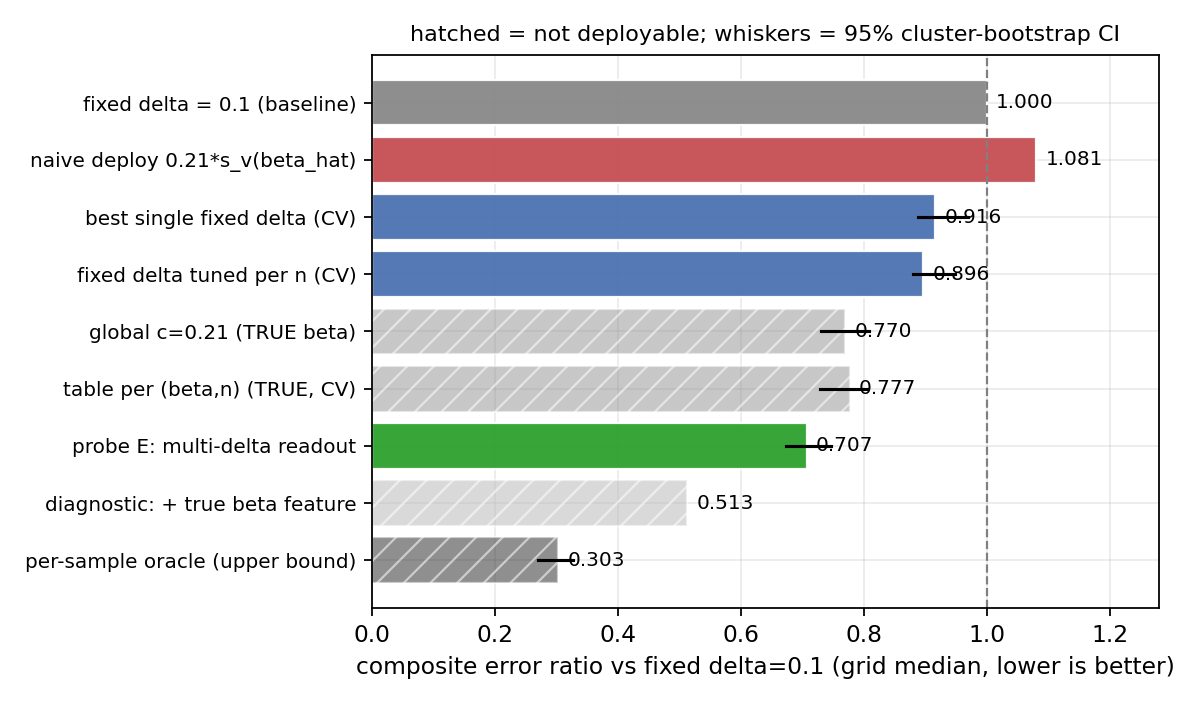 hatched = not deployable; whiskers = 95% cluster-bootstrap CI
fixed delta = 0.1 (baseline)
1.000
naive deploy 0.21*s_v(beta_hat)
1.081
best single fixed delta (CV)
0.916
fixed delta tuned per n (CV)
0.896
global c=0.21 (TRUE beta)
0.770
table per (beta,n) (TRUE, CV)
0.777
probe E: multi-delta readout
0.707
diagnostic: + true beta feature
0.513
per-sample oracle (upper bound)
0.303
0.0 0.2 0.4 0.6 0.8 1.0 1.2
composite error ratio vs fixed delta=0.1 (grid median, lower is better)